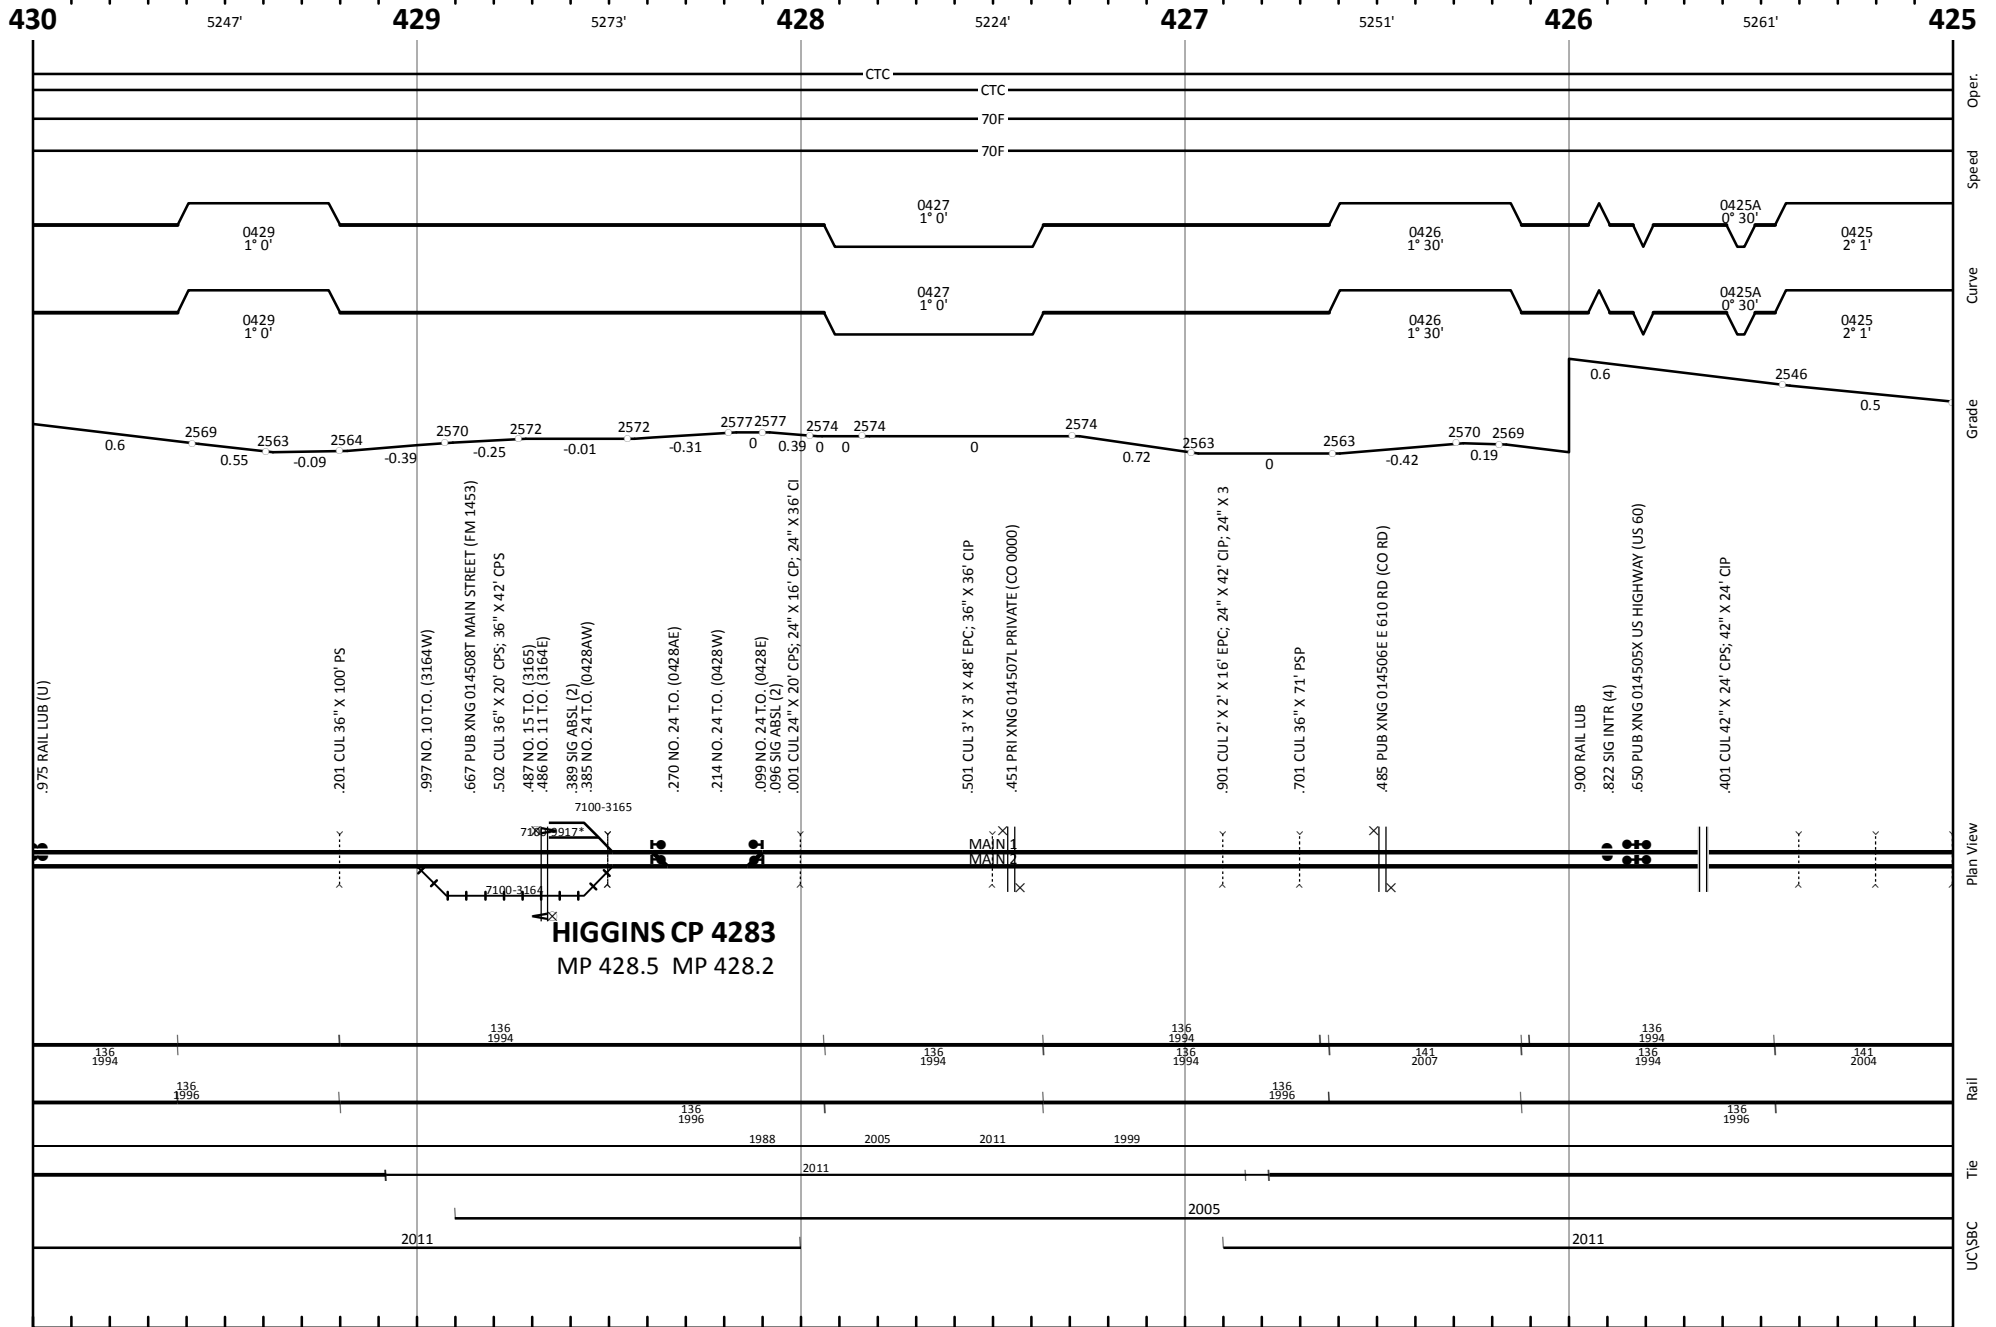 430 5247' 429 5273' 428 5224' 427 5251' 426 5261' 425
CTC
CTC
Oper.
70F
70F
Speed
0429
1° 0'
0427
1° 0'
0426
1° 30'
0425A
0° 30'
0425
2° 1'
0429
1° 0'
0427
1° 0'
0426
1° 30'
0425A
0° 30'
0425
2° 1'
Curve
2569 2563 2564 2570 2572 2572 2577 2577 2574 2574 2574 2563 2563 2570 2569 2546
0.6 0.55 -0.09 -0.39 -0.25 -0.01 -0.31 0 0.39 0 0 0 0.72 0 -0.42 0.19 0.6 0.5
Grade
.975 RAIL LUB (U)
.201 CUL 36" X 100' PS
.997 NO. 10 T.O. (3164W)
.667 PUB XNG 014508T MAIN STREET (FM 1453)
.502 CUL 36" X 20' CPS; 36" X 42' CPS
.487 NO. 15 T.O. (3165)
.486 NO. 11 T.O. (3164E)
.389 SIG ABSL (2)
.385 NO. 24 T.O. (0428AW)
.270 NO. 24 T.O. (0428AE)
.214 NO. 24 T.O. (0428W)
.099 NO. 24 T.O. (0428E)
.096 SIG ABSL (2)
.001 CUL 24" X 20' CPS; 24" X 16' CP; 24" X 36' CI
.501 CUL 3' X 3' X 48' EPC; 36" X 36' CIP
.451 PRI XNG 014507L PRIVATE (CO 0000)
.901 CUL 2' X 2' X 16' EPC; 24" X 42' CIP; 24" X 3
.701 CUL 36" X 71' PSP
.485 PUB XNG 014506E E 610 RD (CO RD)
.900 RAIL LUB
.822 SIG INTR (4)
.650 PUB XNG 014505X US HIGHWAY (US 60)
.401 CUL 42" X 24' CPS; 42" X 24' CIP
7100-3165
MAIN 1
MAIN 2
7100-3164
Plan View
HIGGINS CP 4283
MP 428.5 MP 428.2
136
1994
136
1994
136
1994
136
1994
136
1994
141
2007
136
1994
136
1994
141
2004
136
1996
136
1996
136
1996
136
1996
Rail
1988 2005 2011 1999
2011
Tie
2005
2011 2011
UC\SBC